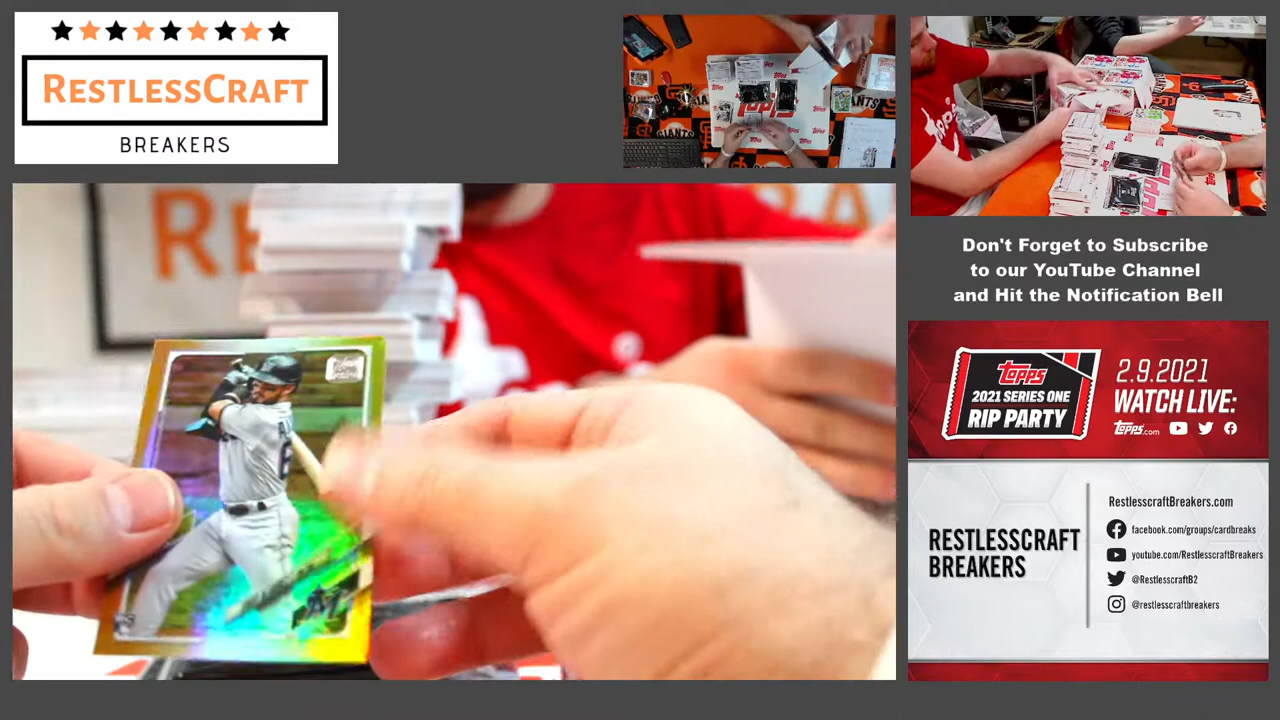 RESTLESSCRAFT
BREAKERS
Topps
GIANTS
Don't Forget to Subscribe
to our YouTube Channel
and Hit the Notification Bell
Topps
2021 SERIES ONE
RIP PARTY
2.9.2021
WATCH LIVE:
Topps.com
RESTLESSCRAFT
BREAKERS
RestlesscraftBreakers.com
facebook.com/groups/cardbreaks
youtube.com/RestlesscraftBreakers
@RestlesscraftB2
@restlesscraftbreakers